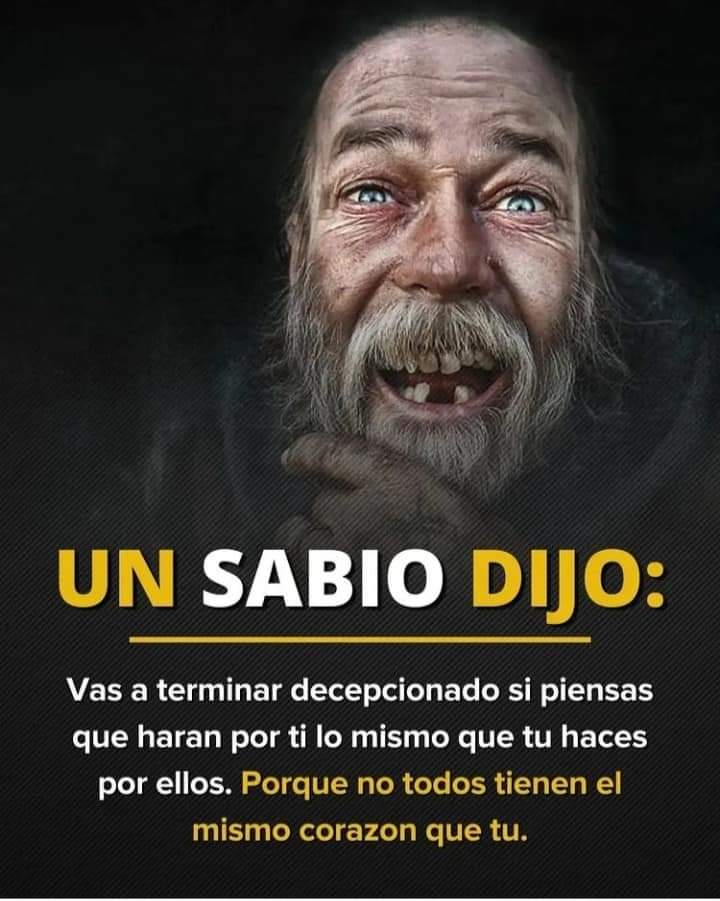 UN SABIO DIJO:
Vas a terminar decepcionado si piensas
que haran por ti lo mismo que tu haces
por ellos. Porque no todos tienen el
mismo corazon que tu.